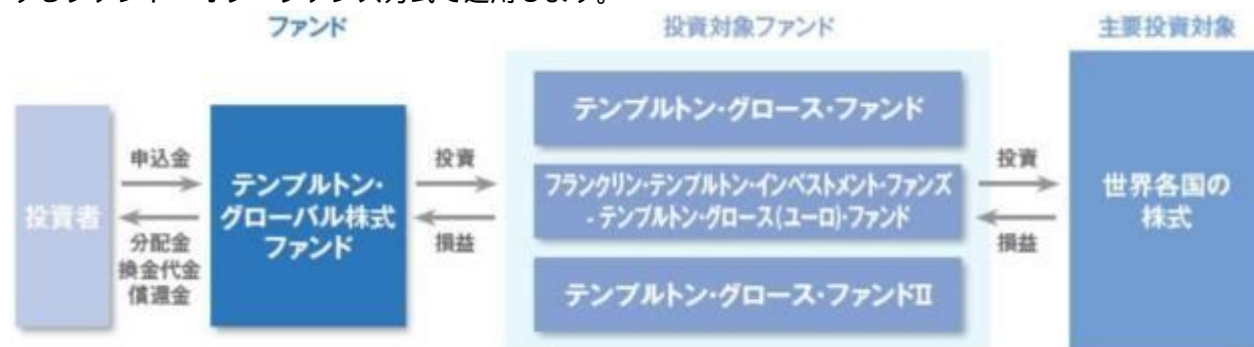 ファンド
投資対象ファンド
主要投資対象
投資者
申込金
分配金
換金代金
償還金
テンプルトン・
グローバル株式
ファンド
投資
損益
テンプルトン・グロース・ファンド
フランクリン・テンプルトン・インベストメント・ファンズ
- テンプルトン・グロース(ユーロ)・ファンド
テンプルトン・グロース・ファンドⅡ
投資
損益
世界各国の
株式